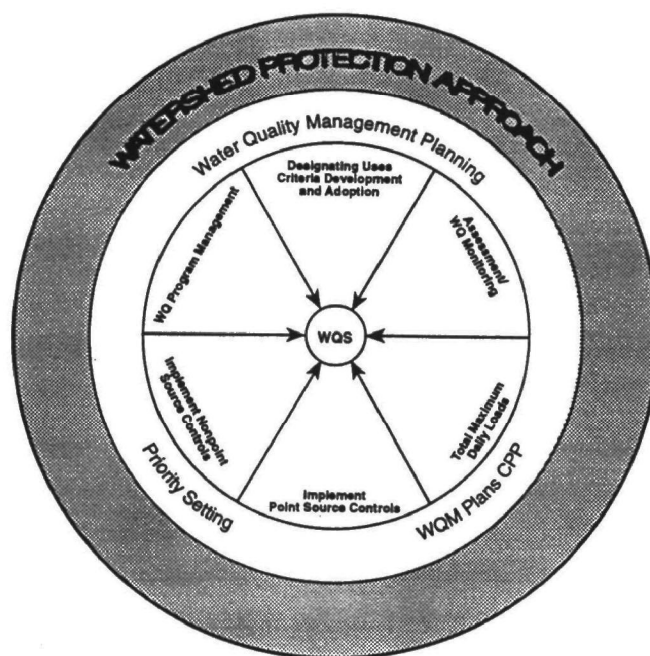 WATERSHED PROTECTION APPROACH
Water Quality Management Planning
Designating Uses
Criteria Development
and Adoption
Assessment/
WQ Monitoring
Total Maximum
Daily Loads
Implement
Point Source Controls
Implement Nonpoint
Source Controls
WQ Program Management
WQS
Priority Setting
WQM Plans CPP